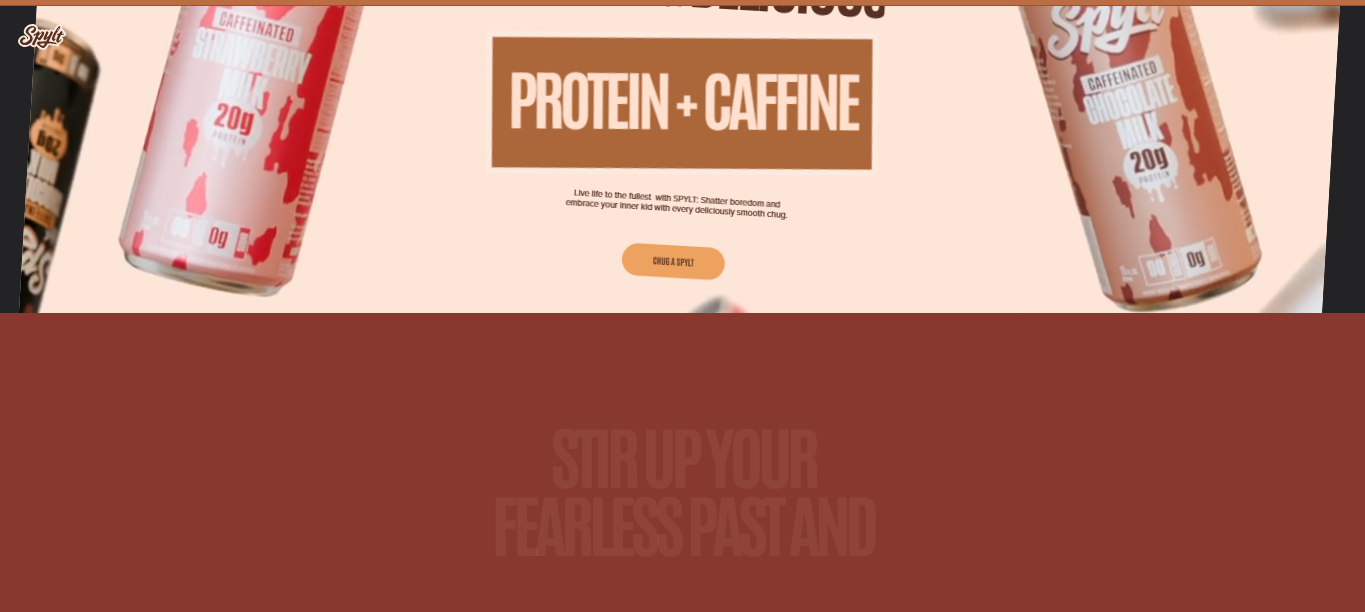 Spylt
CAFFEINATED
STRAWBERRY
MILK
20g
PROTEIN
0g
PROTEIN + CAFFINE
Live life to the fullest with SPYLT: Shatter boredom and
embrace your inner kid with every deliciously smooth chug.
CHUG A SPYLT
Spylt
CAFFEINATED
CHOCOLATE
MILK
20g
PROTEIN
0g
STIR UP YOUR
FEARLESS PAST AND